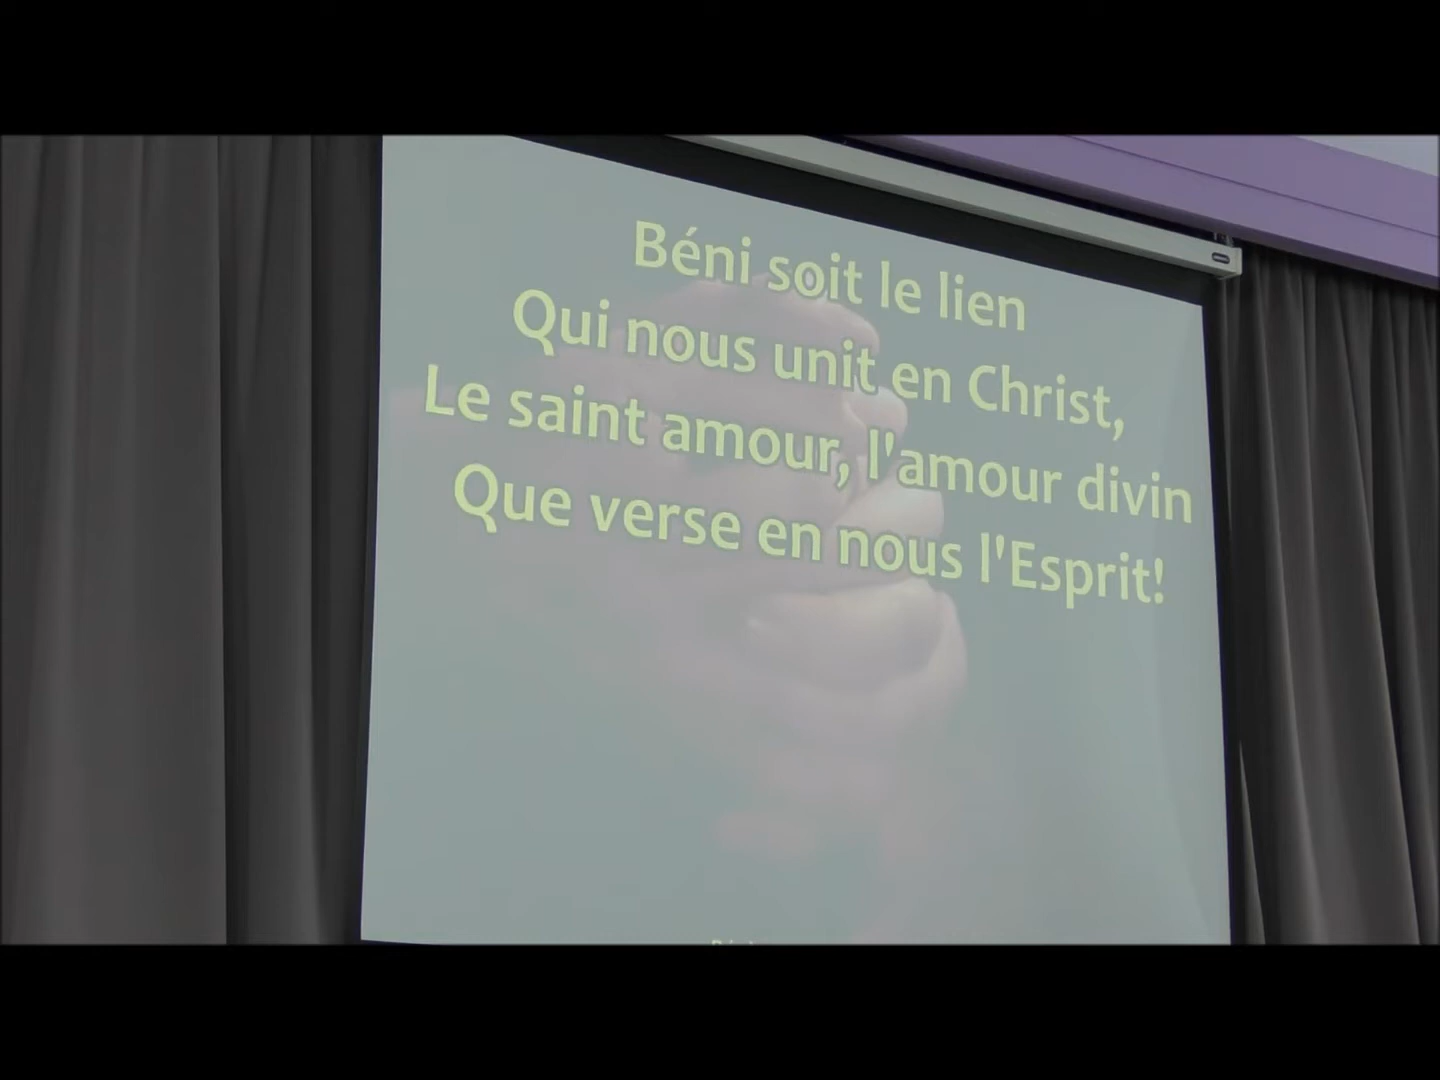 Béni soit le lien
Qui nous unit en Christ,
Le saint amour, l'amour divin
Que verse en nous l'Esprit!